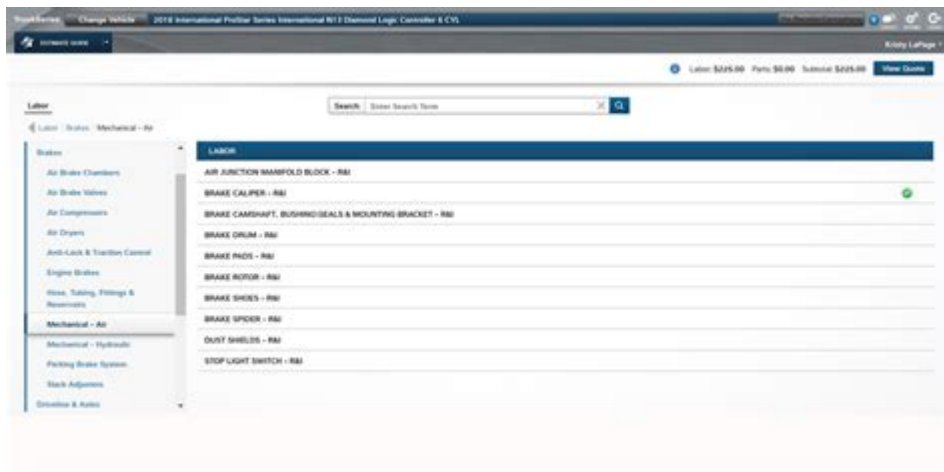 TruckSeries Change Vehicle 2018 International ProStar Series International N13 Diamond Logic Controller 6 CYL
ESTIMATE GUIDE
Kristy LaPage
Labor: $225.00 Parts: $0.00 Subtotal: $225.00 View Quote
Labor
Search Enter Search Term
Labor Brakes Mechanical - Air
Brakes
Air Brake Chambers
Air Brake Valves
Air Compressors
Air Dryers
Anti-Lock & Traction Control
Engine Brakes
Hose, Tubing, Fittings &
Reservoirs
Mechanical - Air
Mechanical - Hydraulic
Parking Brake System
Slack Adjusters
Driveline & Axles
LABOR
AIR JUNCTION MANIFOLD BLOCK - R&I
BRAKE CALIPER - R&I
BRAKE CAMSHAFT, BUSHING/SEALS & MOUNTING BRACKET - R&I
BRAKE DRUM - R&I
BRAKE PADS - R&I
BRAKE ROTOR - R&I
BRAKE SHOES - R&I
BRAKE SPIDER - R&I
DUST SHIELDS - R&I
STOP LIGHT SWITCH - R&I